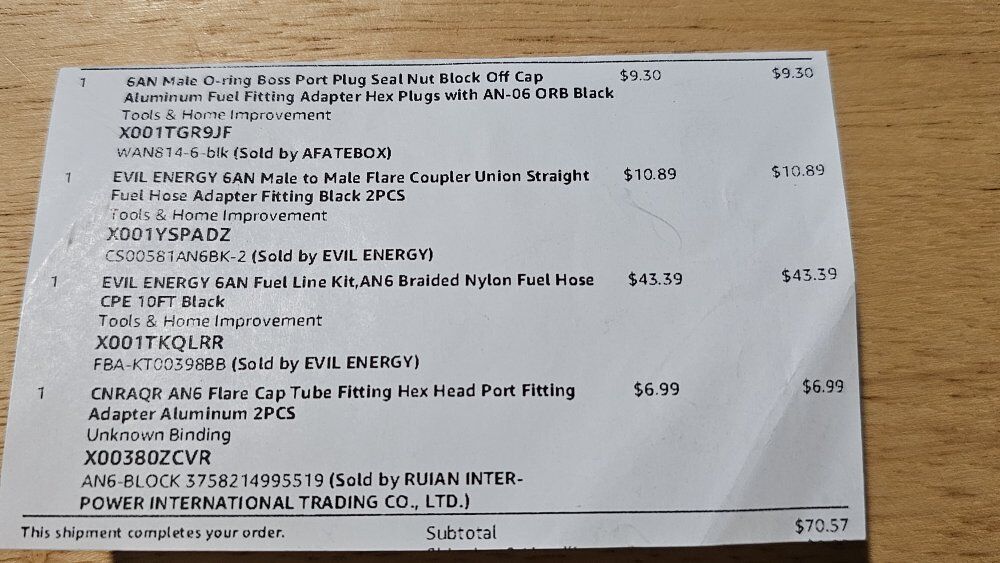 1 6AN Male O-ring Boss Port Plug Seal Nut Block Off Cap $9.30 $9.30
Aluminum Fuel Fitting Adapter Hex Plugs with AN-06 ORB Black
Tools & Home Improvement
X001TGR9JF
WAN814-6-blk (Sold by AFATEBOX)
1 EVIL ENERGY 6AN Male to Male Flare Coupler Union Straight $10.89 $10.89
Fuel Hose Adapter Fitting Black 2PCS
Tools & Home Improvement
X001YSPADZ
CS00581AN6BK-2 (Sold by EVIL ENERGY)
1 EVIL ENERGY 6AN Fuel Line Kit,AN6 Braided Nylon Fuel Hose $43.39 $43.39
CPE 10FT Black
Tools & Home Improvement
X001TKQLRR
FBA-KT00398BB (Sold by EVIL ENERGY)
1 CNRAQR AN6 Flare Cap Tube Fitting Hex Head Port Fitting $6.99 $6.99
Adapter Aluminum 2PCS
Unknown Binding
X00380ZCVR
AN6-BLOCK 3758214995519 (Sold by RUIAN INTER-
POWER INTERNATIONAL TRADING CO., LTD.)
This shipment completes your order. Subtotal $70.57